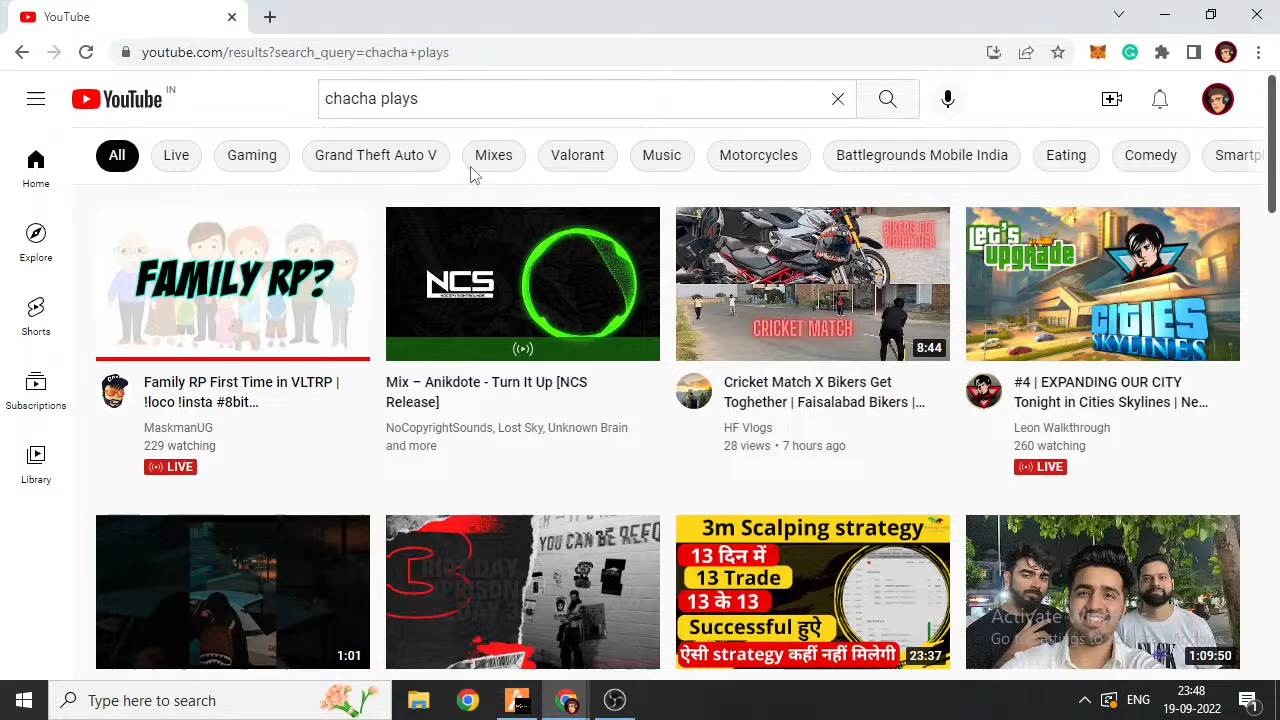 YouTube
youtube.com/results?search_query=chacha+plays
YouTube IN
chacha plays
All
Live
Gaming
Grand Theft Auto V
Mixes
Valorant
Music
Motorcycles
Battlegrounds Mobile India
Eating
Comedy
Home
Explore
Shorts
Subscriptions
Library
FAMILY RP?
Family RP First Time in VLTRP |
!loco !insta #8bit...
MaskmanUG
229 watching
LIVE
NCS
Mix – Anikdote - Turn It Up [NCS
Release]
NoCopyrightSounds, Lost Sky, Unknown Brain
and more
BIKERS GET
TOGHETHER
CRICKET MATCH
8:44
Cricket Match X Bikers Get
Toghether | Faisalabad Bikers |...
HF Vlogs
28 views • 7 hours ago
LET'S
UPGRADE
CITIES
SKYLINES
#4 | EXPANDING OUR CITY
Tonight in Cities Skylines | Ne...
Leon Walkthrough
260 watching
LIVE
1:01
YOU CAN BE
3m Scalping strategy
13 दिन में
13 Trade
13 के 13
Successful हुऐ
ऐसी strategy कहीं नहीं मिलेगी
23:37
Activate
Go to Settings to
1:09:50
Type here to search
ENG
23:48
19-09-2022
1